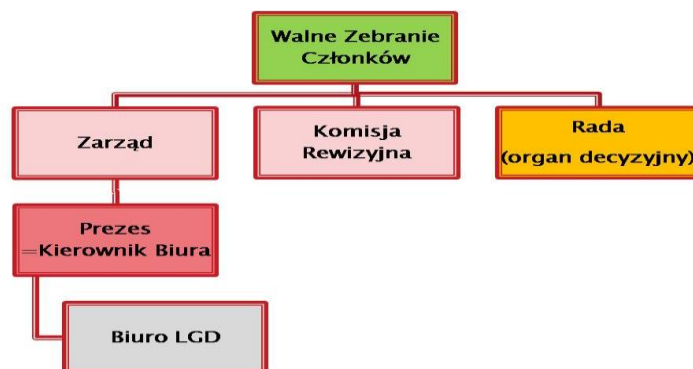 Walne Zebranie
Członków
Zarząd
Komisja
Rewizyjna
Rada
(organ decyzyjny)
Prezes
=Kierownik Biura
Biuro LGD